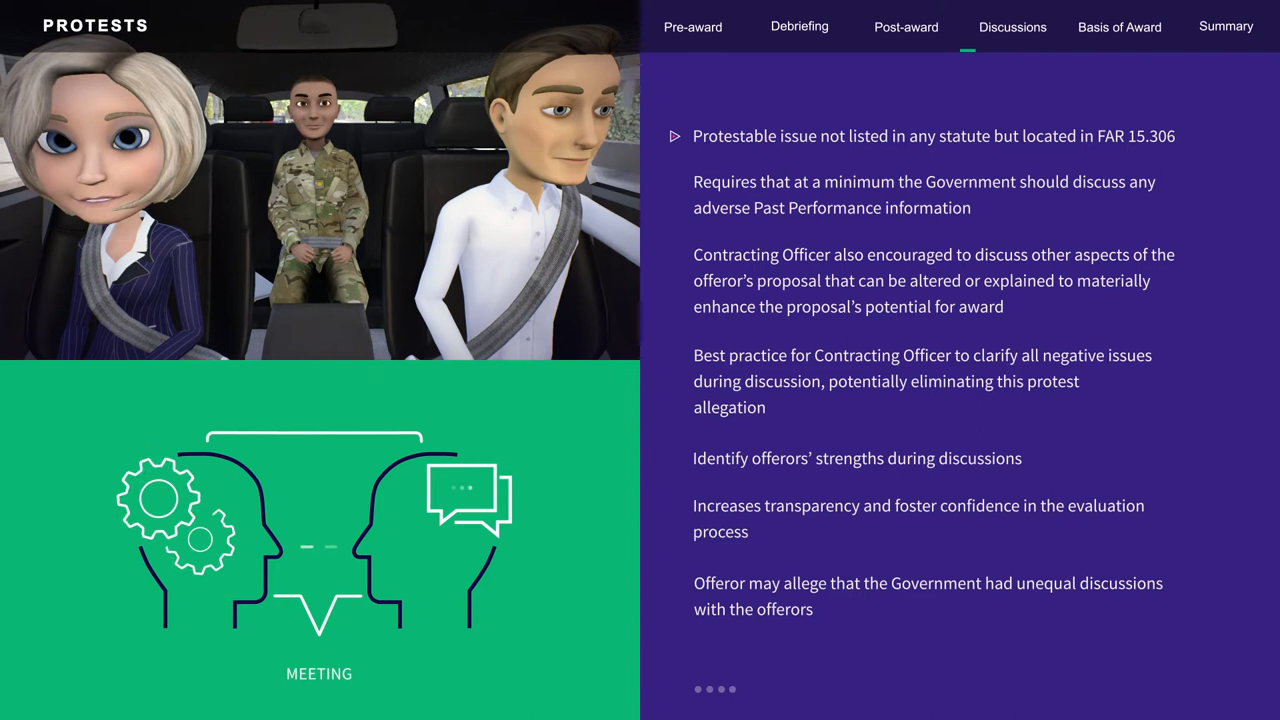 PROTESTS
Pre-award Debriefing Post-award Discussions Basis of Award Summary
Protestable issue not listed in any statute but located in FAR 15.306
Requires that at a minimum the Government should discuss any
adverse Past Performance information
Contracting Officer also encouraged to discuss other aspects of the
offeror’s proposal that can be altered or explained to materially
enhance the proposal’s potential for award
Best practice for Contracting Officer to clarify all negative issues
during discussion, potentially eliminating this protest
allegation
Identify offerors’ strengths during discussions
Increases transparency and foster confidence in the evaluation
process
Offeror may allege that the Government had unequal discussions
with the offerors
MEETING